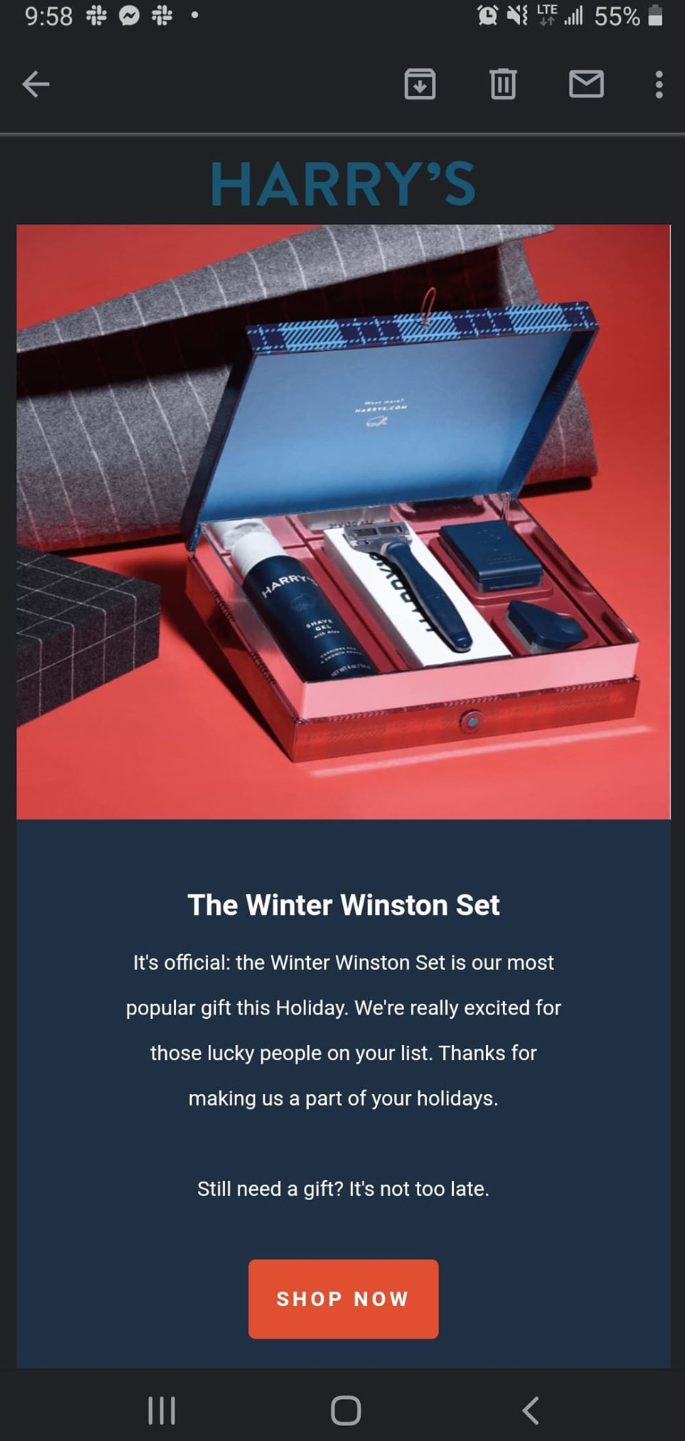 9:58
LTE
55%
HARRY'S
Want more?
HARRYS.COM
HARRY'S
SHAVE
GEL
with Aloe
The Winter Winston Set
It's official: the Winter Winston Set is our most
popular gift this Holiday. We're really excited for
those lucky people on your list. Thanks for
making us a part of your holidays.
Still need a gift? It's not too late.
SHOP NOW